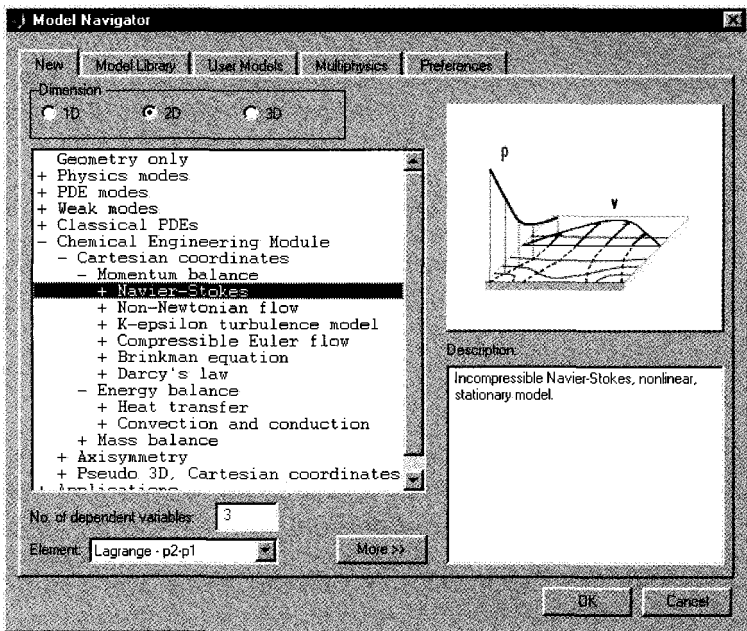 Model Navigator
New Model Library User Models Multiphysics Preferences
Dimension
1D 2D 3D
Geometry only
+ Physics modes
+ PDE modes
+ Weak modes
+ Classical PDEs
- Chemical Engineering Module
- Cartesian coordinates
- Momentum balance
+ Navier-Stokes
+ Non-Newtonian flow
+ K-epsilon turbulence model
+ Compressible Euler flow
+ Brinkman equation
+ Darcy's law
- Energy balance
+ Heat transfer
+ Convection and conduction
+ Mass balance
+ Axisymmetry
+ Pseudo 3D, Cartesian coordinates
+ Applications
No. of dependent variables: 3
Element: Lagrange - p2-p1
More >>
p
v
Description:
Incompressible Navier-Stokes, nonlinear,
stationary model.
OK Cancel